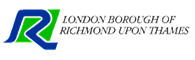 LONDON BOROUGH OF
RICHMOND UPON THAMES